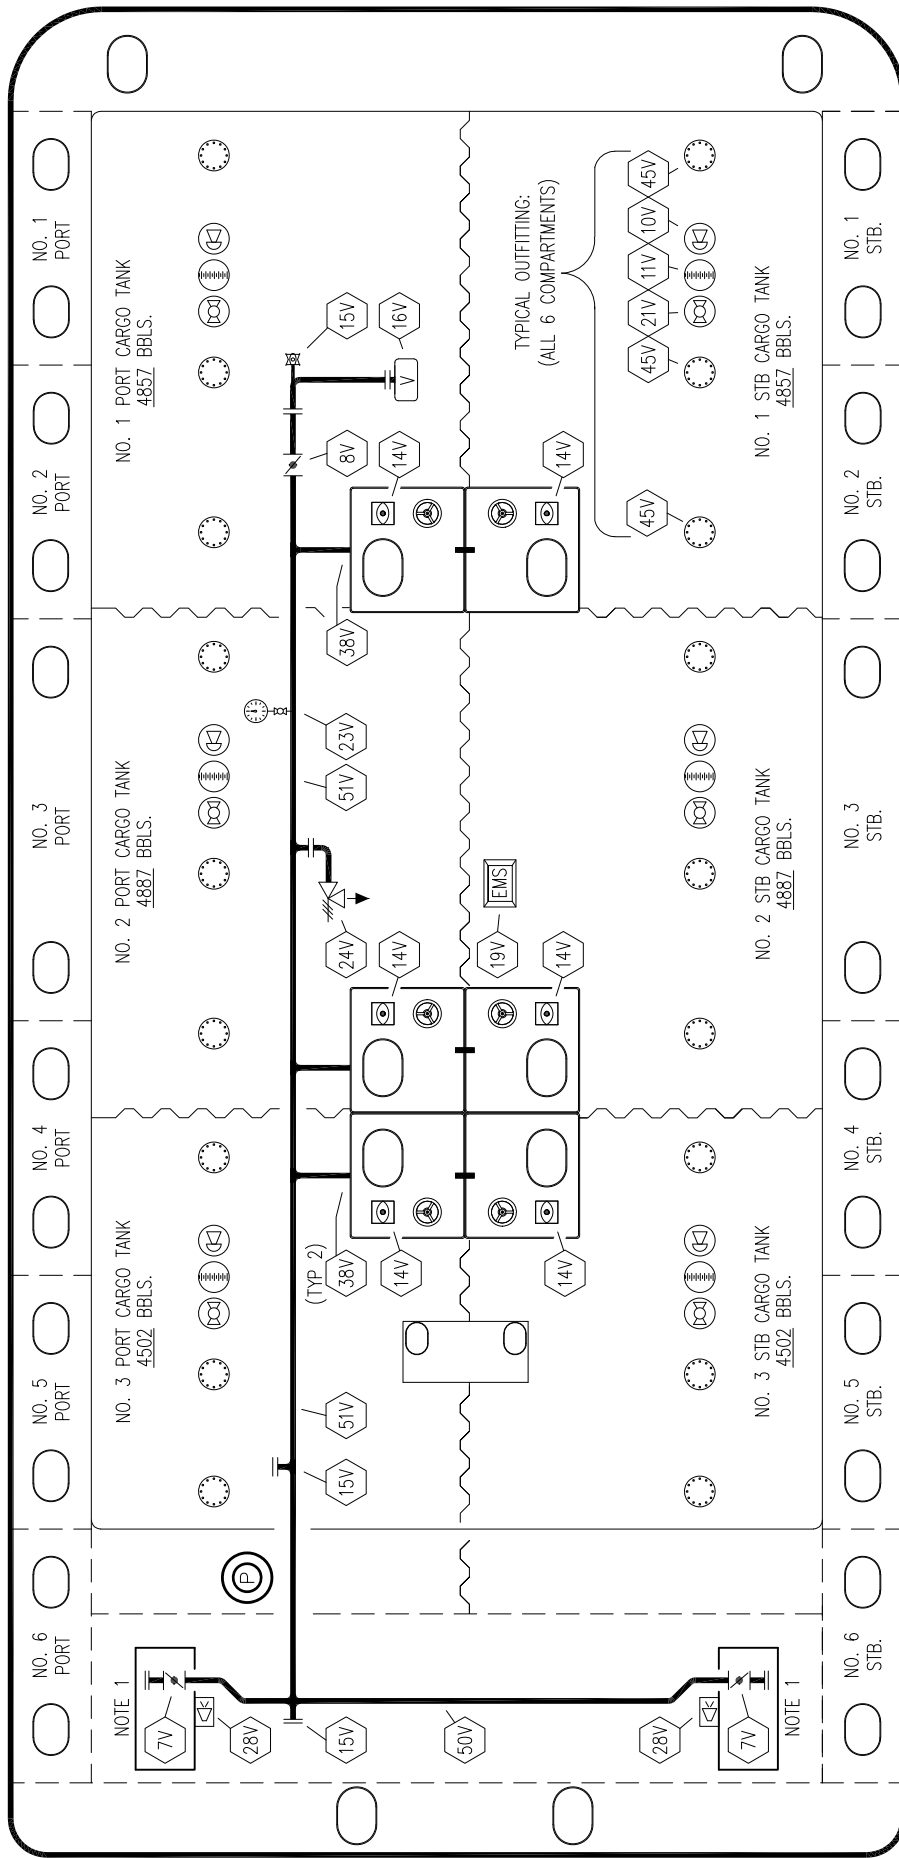 NO. 1
PORT
NO. 2
PORT
NO. 3
PORT
NO. 4
PORT
NO. 5
PORT
NO. 6
PORT
NO. 1 PORT CARGO TANK
4857 BBLS.
NO. 2 PORT CARGO TANK
4887 BBLS.
NO. 3 PORT CARGO TANK
4502 BBLS.
15V
16V
V
8V
14V
14V
38V
23V
51V
24V
14V
19V
EMS
14V
(TYP 2)
38V
14V
14V
51V
15V
P
NOTE 1
7V
28V
15V
50V
28V
7V
NOTE 1
TYPICAL OUTFITTING:
(ALL 6 COMPARTMENTS)
45V
10V
11V
21V
45V
45V
NO. 1 STB CARGO TANK
4857 BBLS.
NO. 2 STB CARGO TANK
4887 BBLS.
NO. 3 STB CARGO TANK
4502 BBLS.
NO. 1
STB.
NO. 2
STB.
NO. 3
STB.
NO. 4
STB.
NO. 5
STB.
NO. 6
STB.